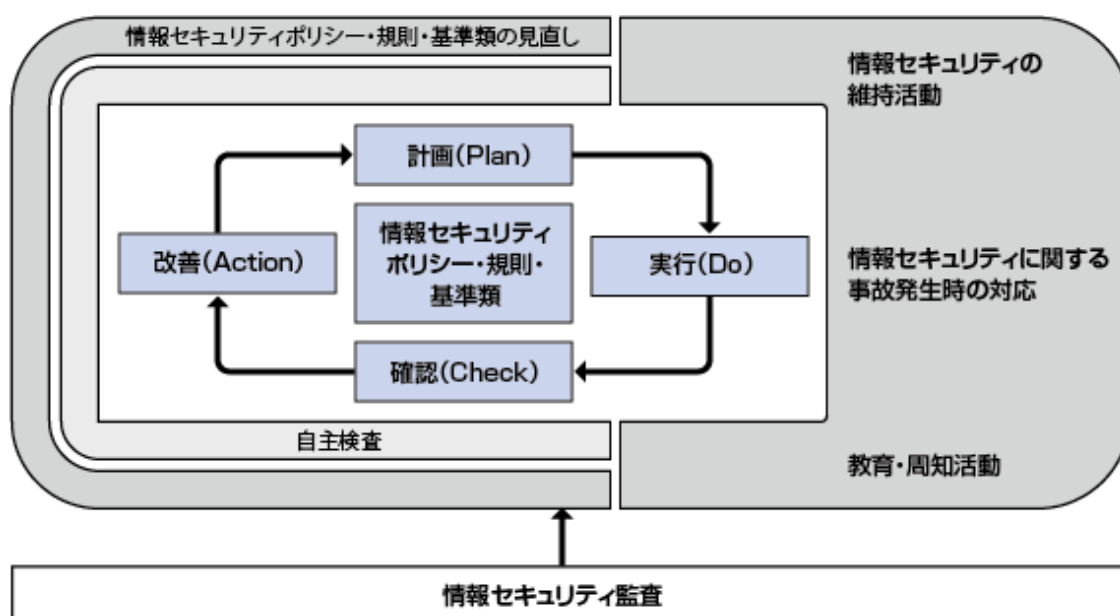 情報セキュリティポリシー・規則・基準類の見直し
情報セキュリティの
維持活動
計画(Plan)
改善(Action)
情報セキュリティ
ポリシー・規則・
基準類
実行(Do)
情報セキュリティに関する
事故発生時の対応
確認(Check)
自主検査
教育・周知活動
情報セキュリティ監査